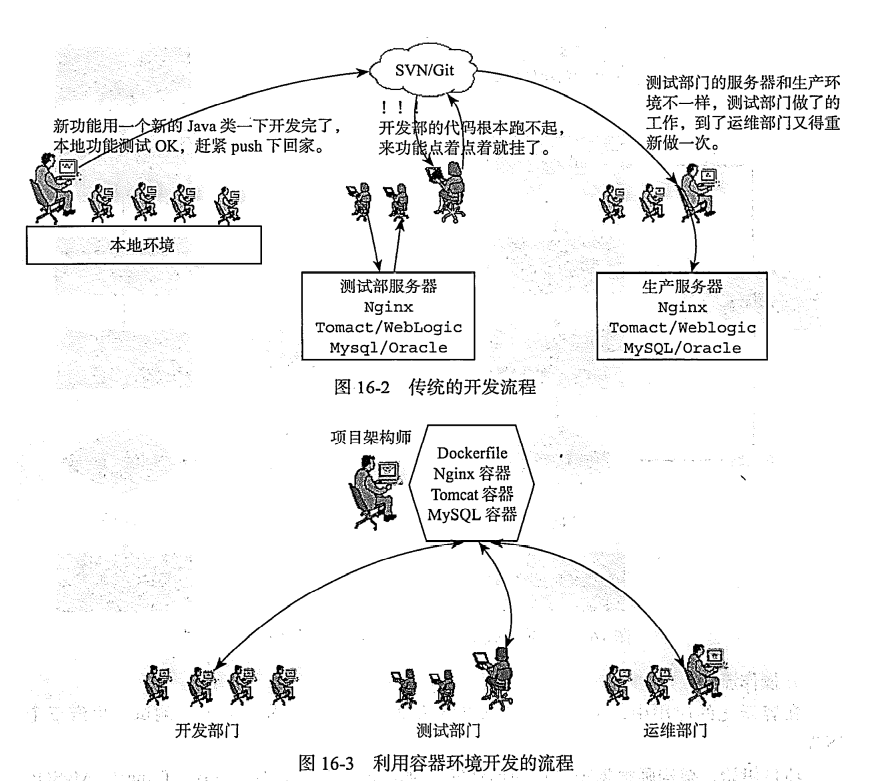 SVN/Git
新功能用一个新的 Java 类一下开发完了，
本地功能测试 OK，赶紧 push 下回家。
！！
开发部的代码根本跑不起，
来功能点着点着就挂了。
测试部门的服务器和生产环
境不一样，测试部门做了的
工作，到了运维部门又得重
新做一次。
本地环境
测试部服务器
Nginx
Tomact/WebLogic
Mysql/Oracle
生产服务器
Nginx
Tomact/Weblogic
MySQL/Oracle
图 16-2 传统的开发流程
项目架构师
Dockerfile
Nginx 容器
Tomcat 容器
MySQL 容器
开发部门
测试部门
运维部门
图 16-3 利用容器环境开发的流程